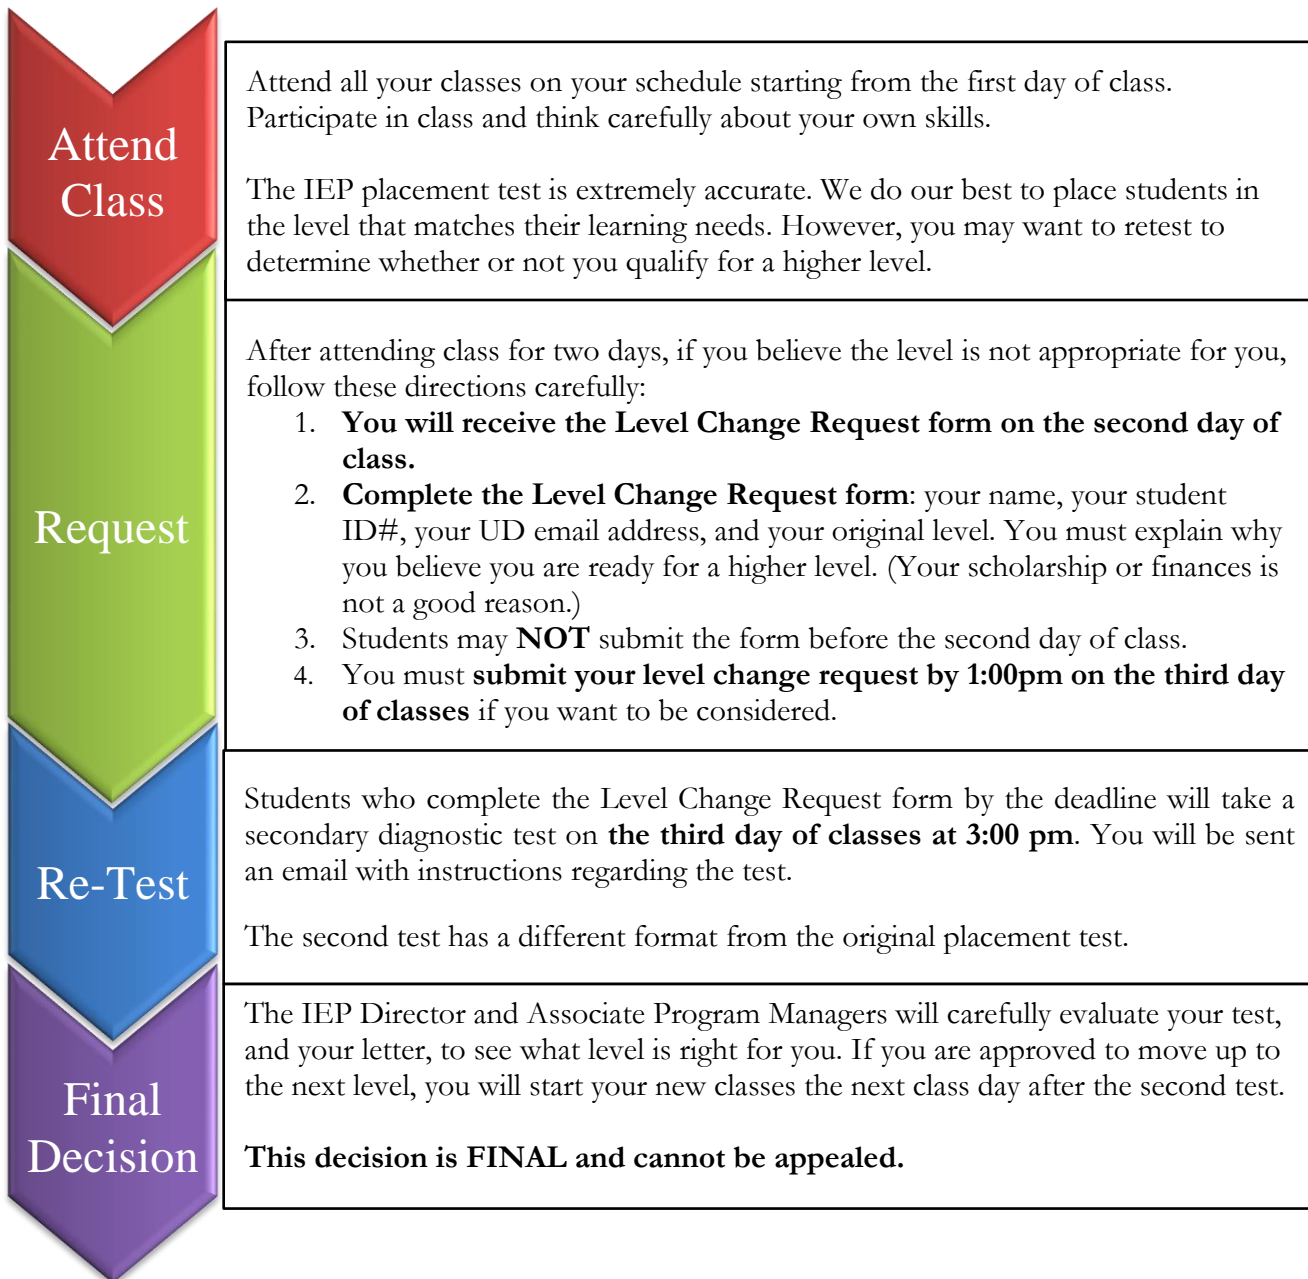 Attend
Class
Attend all your classes on your schedule starting from the first day of class.
Participate in class and think carefully about your own skills.
The IEP placement test is extremely accurate. We do our best to place students in
the level that matches their learning needs. However, you may want to retest to
determine whether or not you qualify for a higher level.
Request
After attending class for two days, if you believe the level is not appropriate for you,
follow these directions carefully:
1. You will receive the Level Change Request form on the second day of
class.
2. Complete the Level Change Request form: your name, your student
ID#, your UD email address, and your original level. You must explain why
you believe you are ready for a higher level. (Your scholarship or finances is
not a good reason.)
3. Students may NOT submit the form before the second day of class.
4. You must submit your level change request by 1:00pm on the third day
of classes if you want to be considered.
Re-Test
Students who complete the Level Change Request form by the deadline will take a
secondary diagnostic test on the third day of classes at 3:00 pm. You will be sent
an email with instructions regarding the test.
The second test has a different format from the original placement test.
Final
Decision
The IEP Director and Associate Program Managers will carefully evaluate your test,
and your letter, to see what level is right for you. If you are approved to move up to
the next level, you will start your new classes the next class day after the second test.
This decision is FINAL and cannot be appealed.